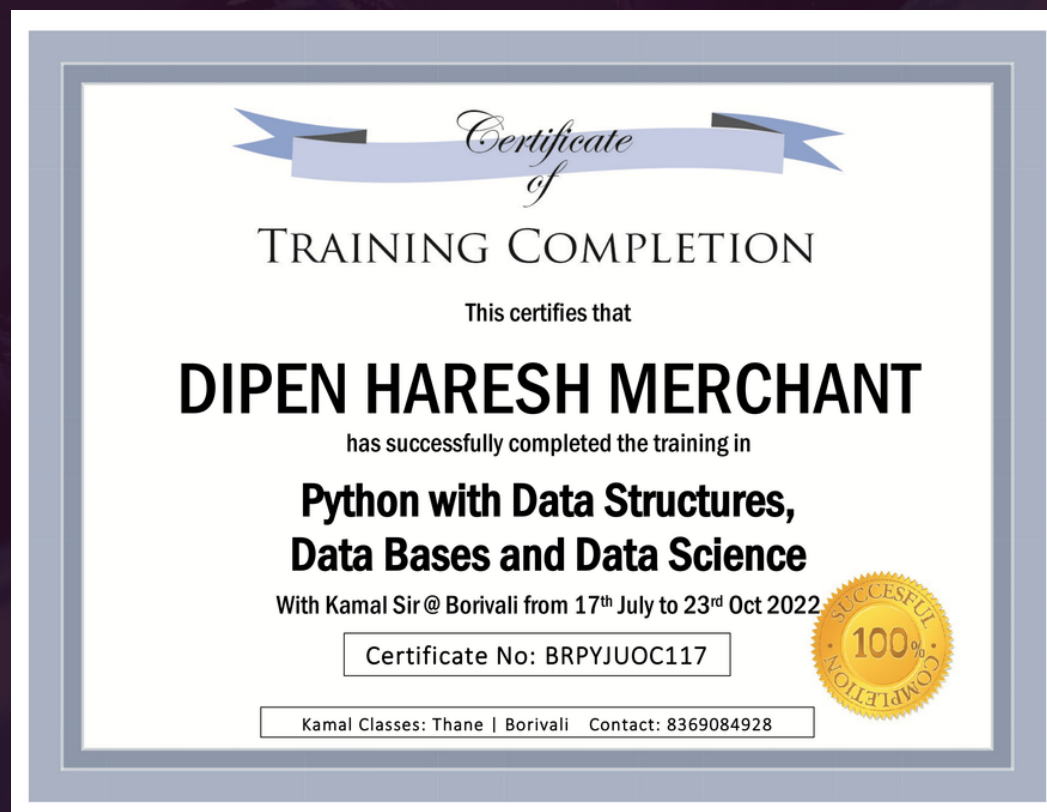 Certificate
of
TRAINING COMPLETION
This certifies that
DIPEN HARESH MERCHANT
has successfully completed the training in
Python with Data Structures,
Data Bases and Data Science
With Kamal Sir @ Borivali from 17th July to 23rd Oct 2022
SUCCESFUL
100%
COMPLETION
Certificate No: BRPYJUOC117
Kamal Classes: Thane | Borivali Contact: 8369084928